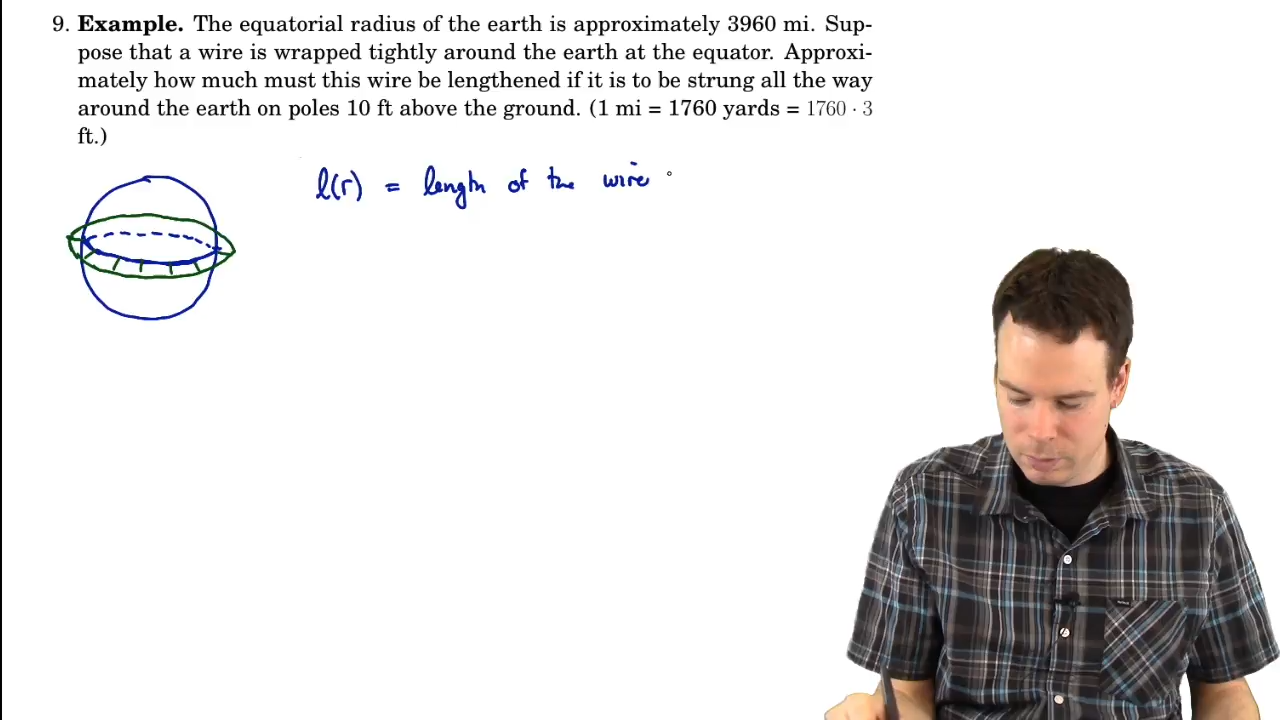 9. Example. The equatorial radius of the earth is approximately 3960 mi. Sup-
pose that a wire is wrapped tightly around the earth at the equator. Approxi-
mately how much must this wire be lengthened if it is to be strung all the way
around the earth on poles 10 ft above the ground. (1 mi = 1760 yards = 1760 · 3
ft.)
l(r) = length of the wire